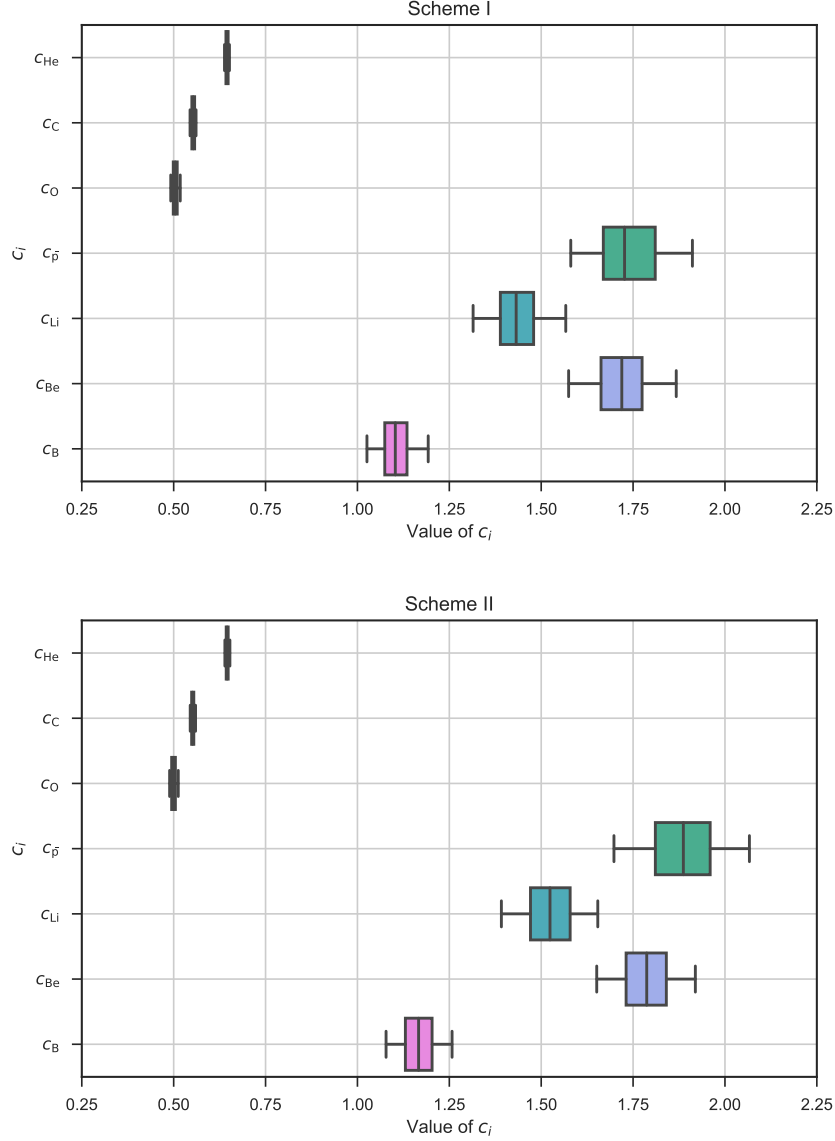 Scheme I
c_He
c_C
c_O
c_p̄
c_Li
c_Be
c_B
c_i
0.25 0.50 0.75 1.00 1.25 1.50 1.75 2.00 2.25
Value of c_i
Scheme II
c_He
c_C
c_O
c_p̄
c_Li
c_Be
c_B
c_i
0.25 0.50 0.75 1.00 1.25 1.50 1.75 2.00 2.25
Value of c_i